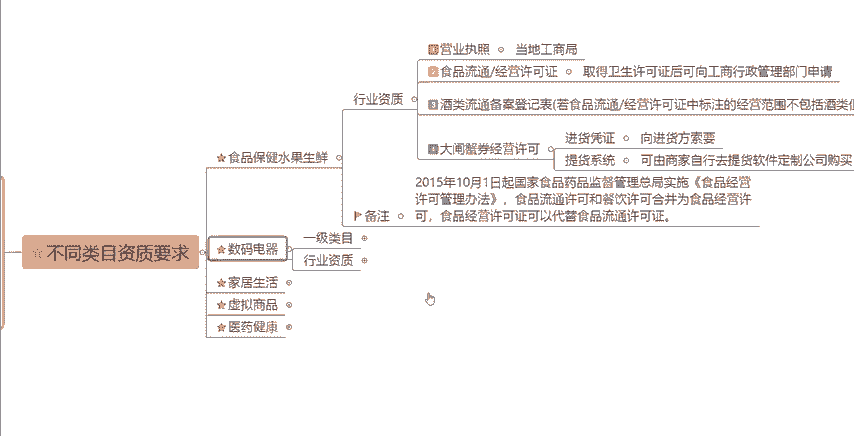 营业执照 当地工商局
食品流通/经营许可证 取得卫生许可证后可向工商行政管理部门申请
行业资质
酒类流通备案登记表(若食品流通/经营许可证中标注的经营范围不包括酒类
进货凭证 向进货方索要
大闸蟹券经营许可
食品保健水果生鲜
提货系统 可由商家自行去提货软件定制公司购买
2015年10月1日起国家食品药品监督管理总局实施《食品经营
许可管理办法》，食品流通许可和餐饮许可合并为食品经营许
备注
可，食品经营许可证可以代替食品流通许可证。
一级类目
不同类目资质要求
数码电器
行业资质
家居生活
虚拟商品
医药健康